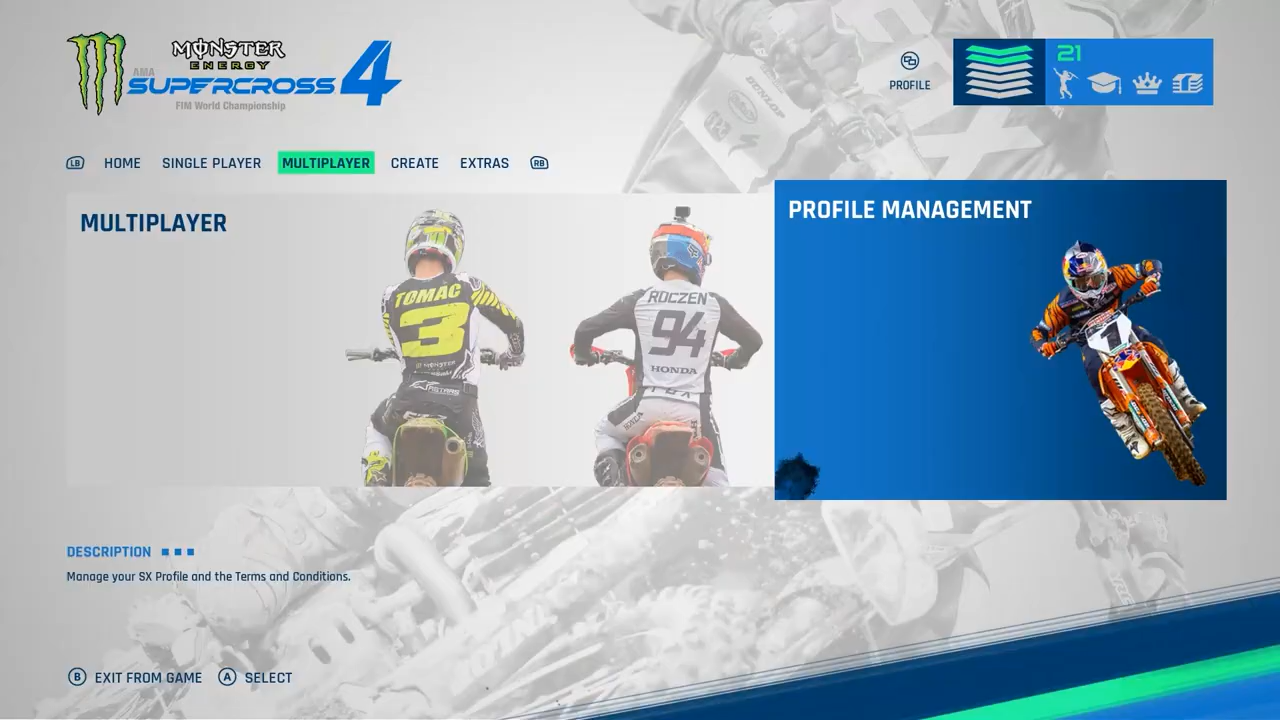 MONSTER
ENERGY
AMA
SUPERCROSS 4
FIM World Championship
PROFILE
21
LB HOME SINGLE PLAYER MULTIPLAYER CREATE EXTRAS RB
MULTIPLAYER
TOMAC
3
ROCZEN
94
HONDA
PROFILE MANAGEMENT
1
DESCRIPTION
Manage your SX Profile and the Terms and Conditions.
B EXIT FROM GAME A SELECT
DUNLOP